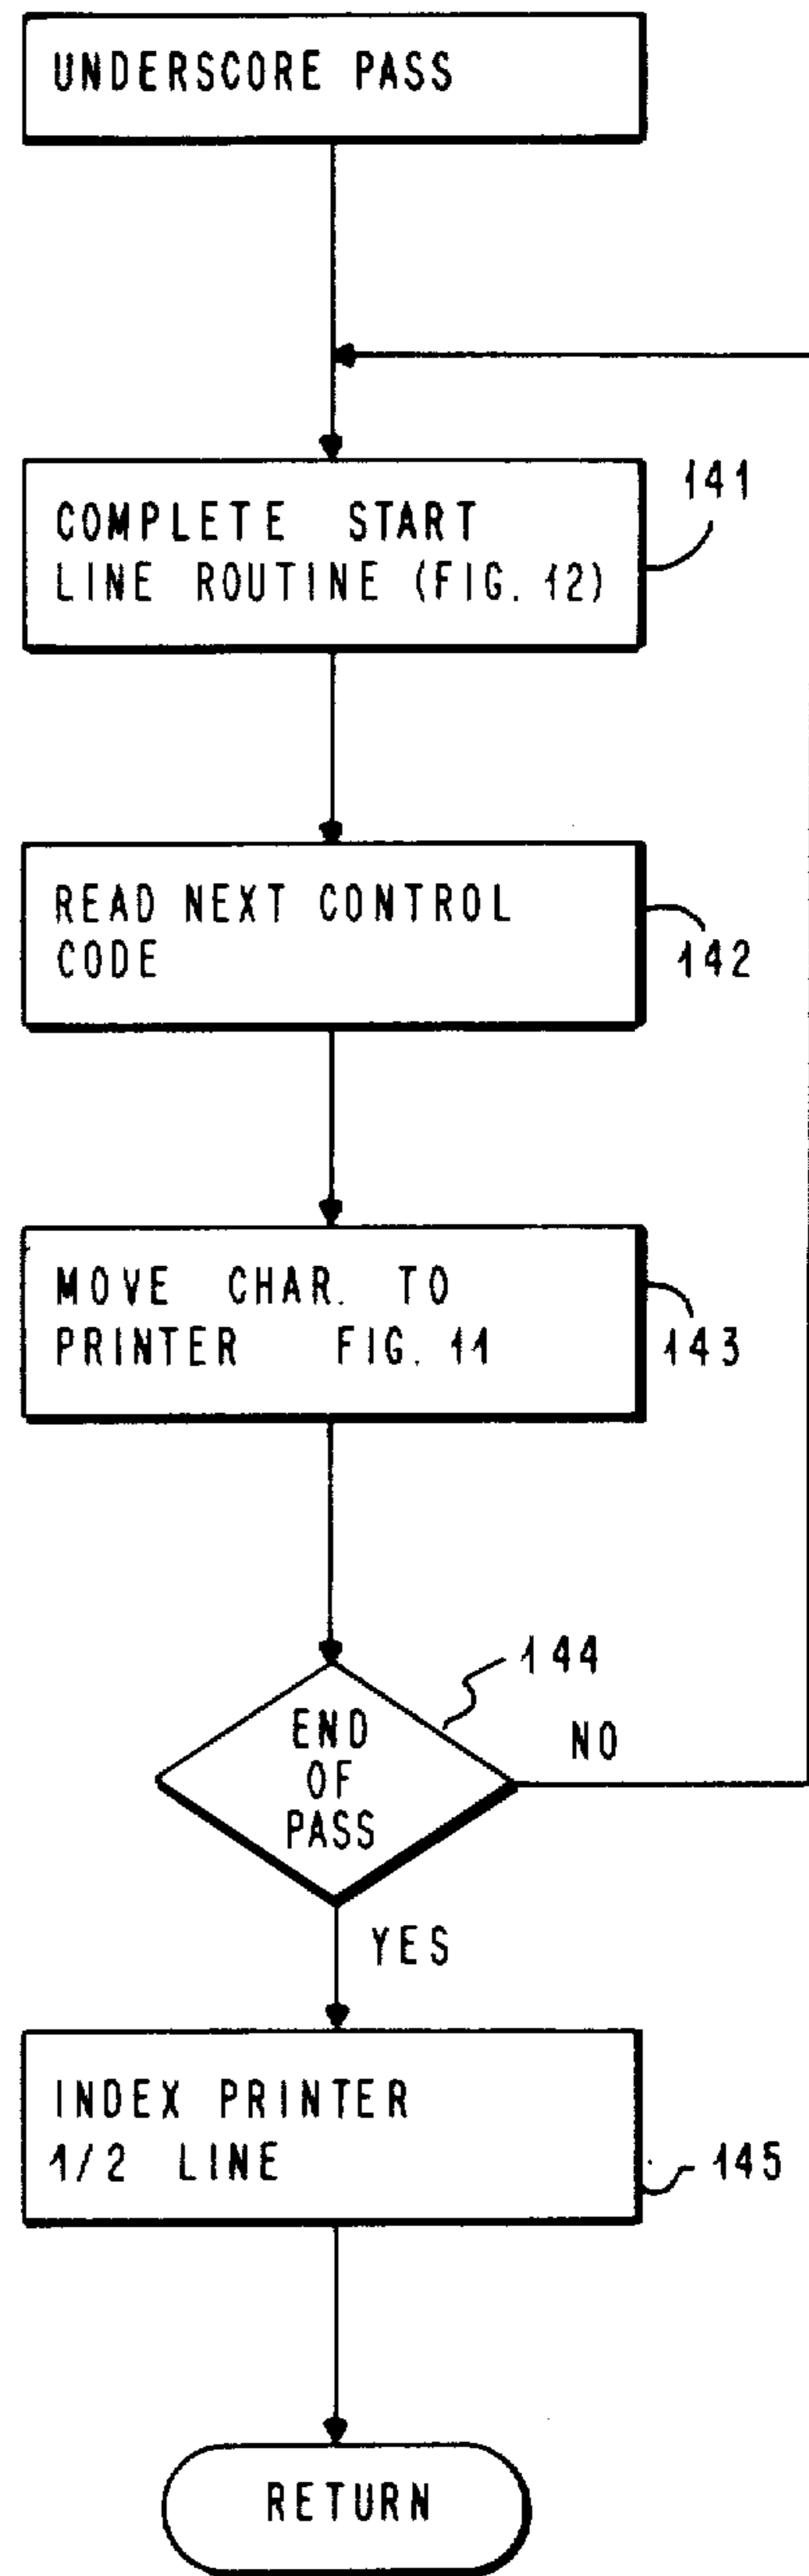 UNDERSCORE PASS
COMPLETE START
LINE ROUTINE (FIG. 12)
141
READ NEXT CONTROL
CODE
142
MOVE CHAR. TO
PRINTER FIG. 11
143
144
END
OF
PASS
NO
YES
INDEX PRINTER
1/2 LINE
145
RETURN